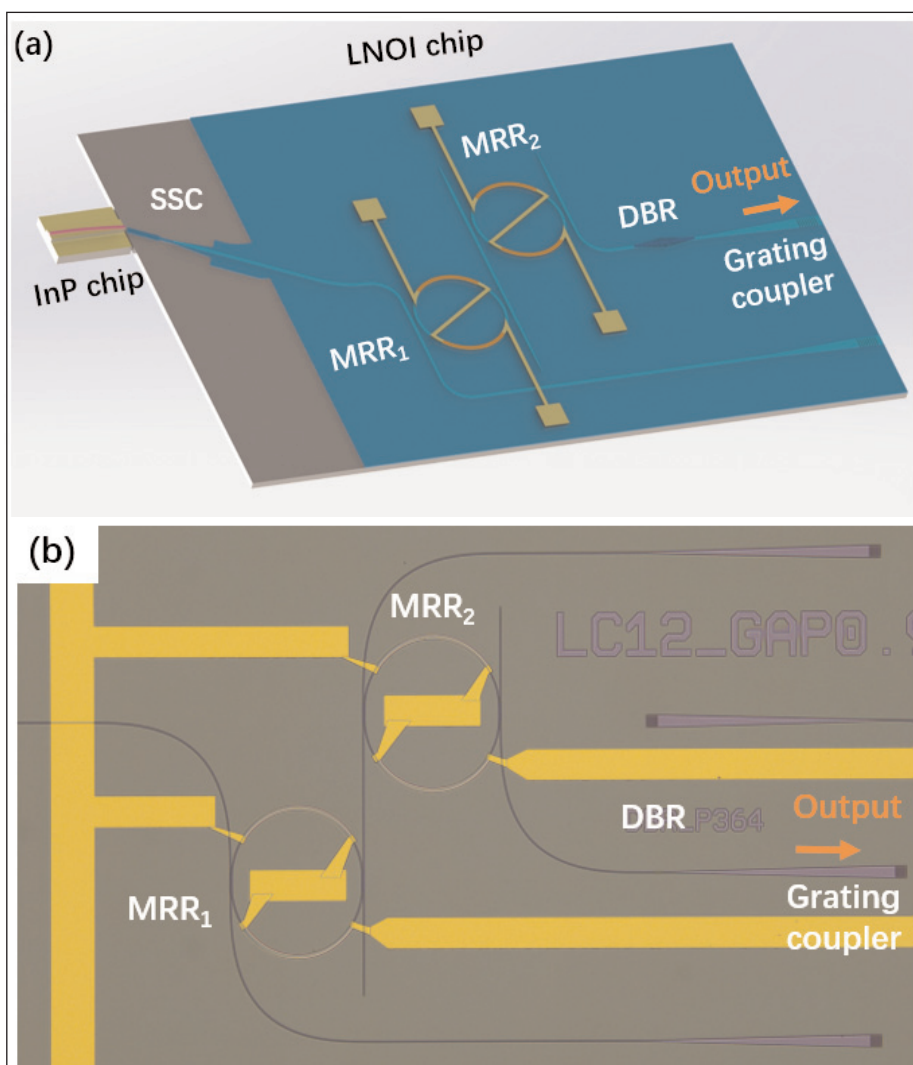 (a)
LNOI chip
MRR₂
SSC
Output
DBR
Grating
coupler
InP chip
MRR₁
(b)
MRR₂
LC12_GAP0.
DBR
P364
Output
MRR₁
Grating
coupler